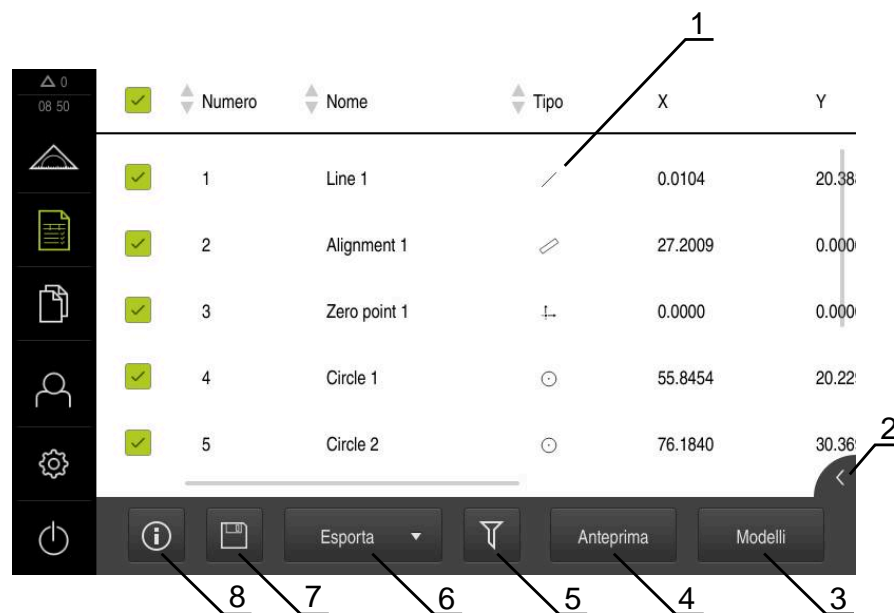 1
0
08 50
Numero Nome Tipo X Y
1 Line 1 0.0104 20.38
2 Alignment 1 27.2009 0.000
3 Zero point 1 0.0000 0.000
4 Circle 1 55.8454 20.22
5 Circle 2 76.1840 30.36
2
Esporta Anteprima Modelli
8 7 6 5 4 3